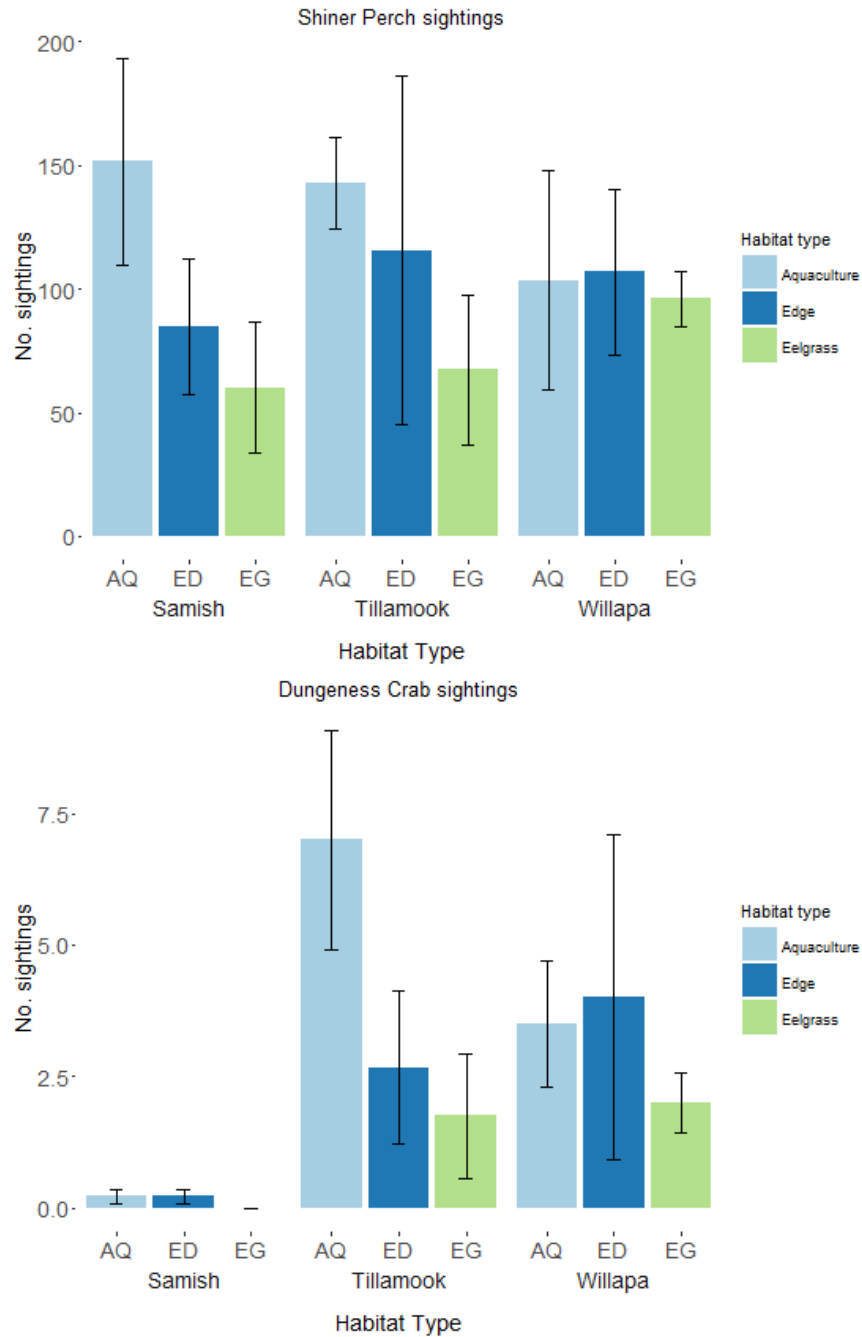 Shiner Perch sightings
200
150
100
50
0
No. sightings
AQ ED EG AQ ED EG AQ ED EG
Samish Tillamook Willapa
Habitat Type
Habitat type
Aquaculture
Edge
Eelgrass
Dungeness Crab sightings
7.5
5.0
2.5
0.0
No. sightings
AQ ED EG AQ ED EG AQ ED EG
Samish Tillamook Willapa
Habitat Type
Habitat type
Aquaculture
Edge
Eelgrass